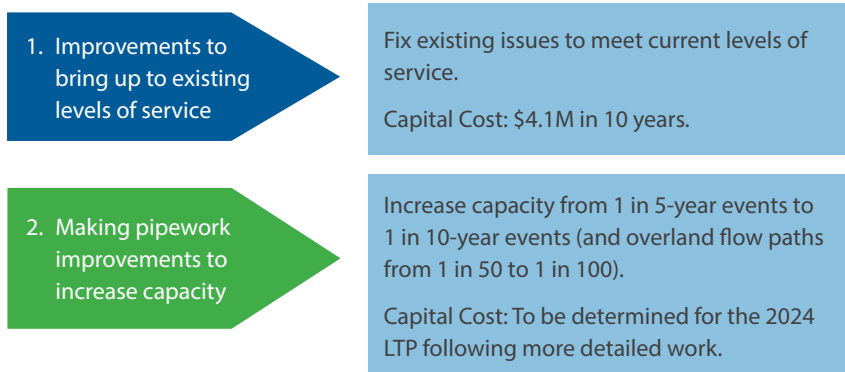 1. Improvements to
bring up to existing
levels of service
Fix existing issues to meet current levels of
service.
Capital Cost: $4.1M in 10 years.
2. Making pipework
improvements to
increase capacity
Increase capacity from 1 in 5-year events to
1 in 10-year events (and overland flow paths
from 1 in 50 to 1 in 100).
Capital Cost: To be determined for the 2024
LTP following more detailed work.